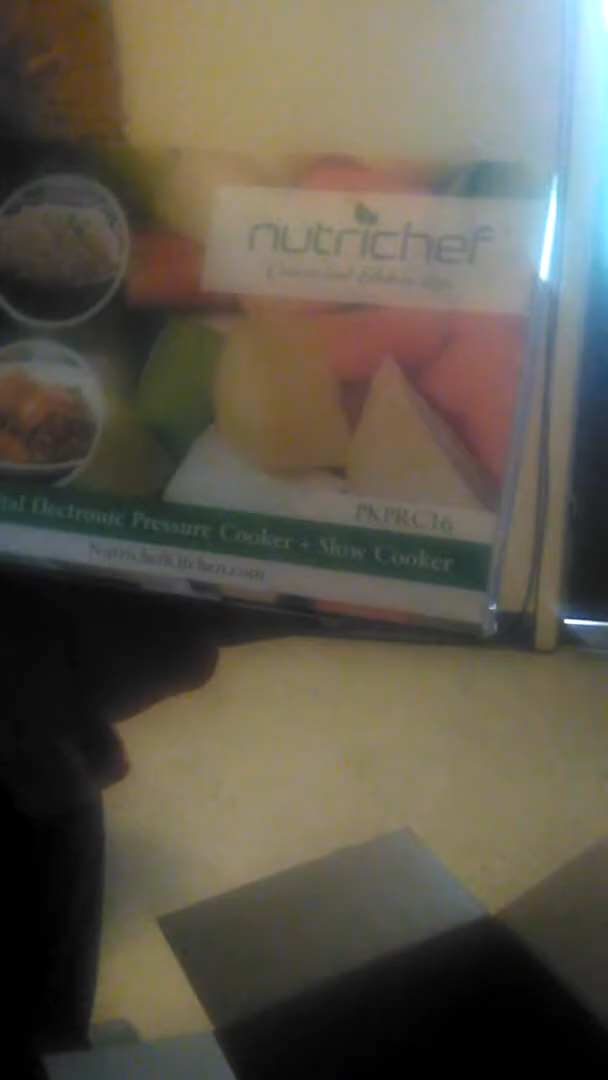 nutrichef
PKPRC16
Electronic Pressure Cooker + Slow Cooker
NutrichefKitchen.com